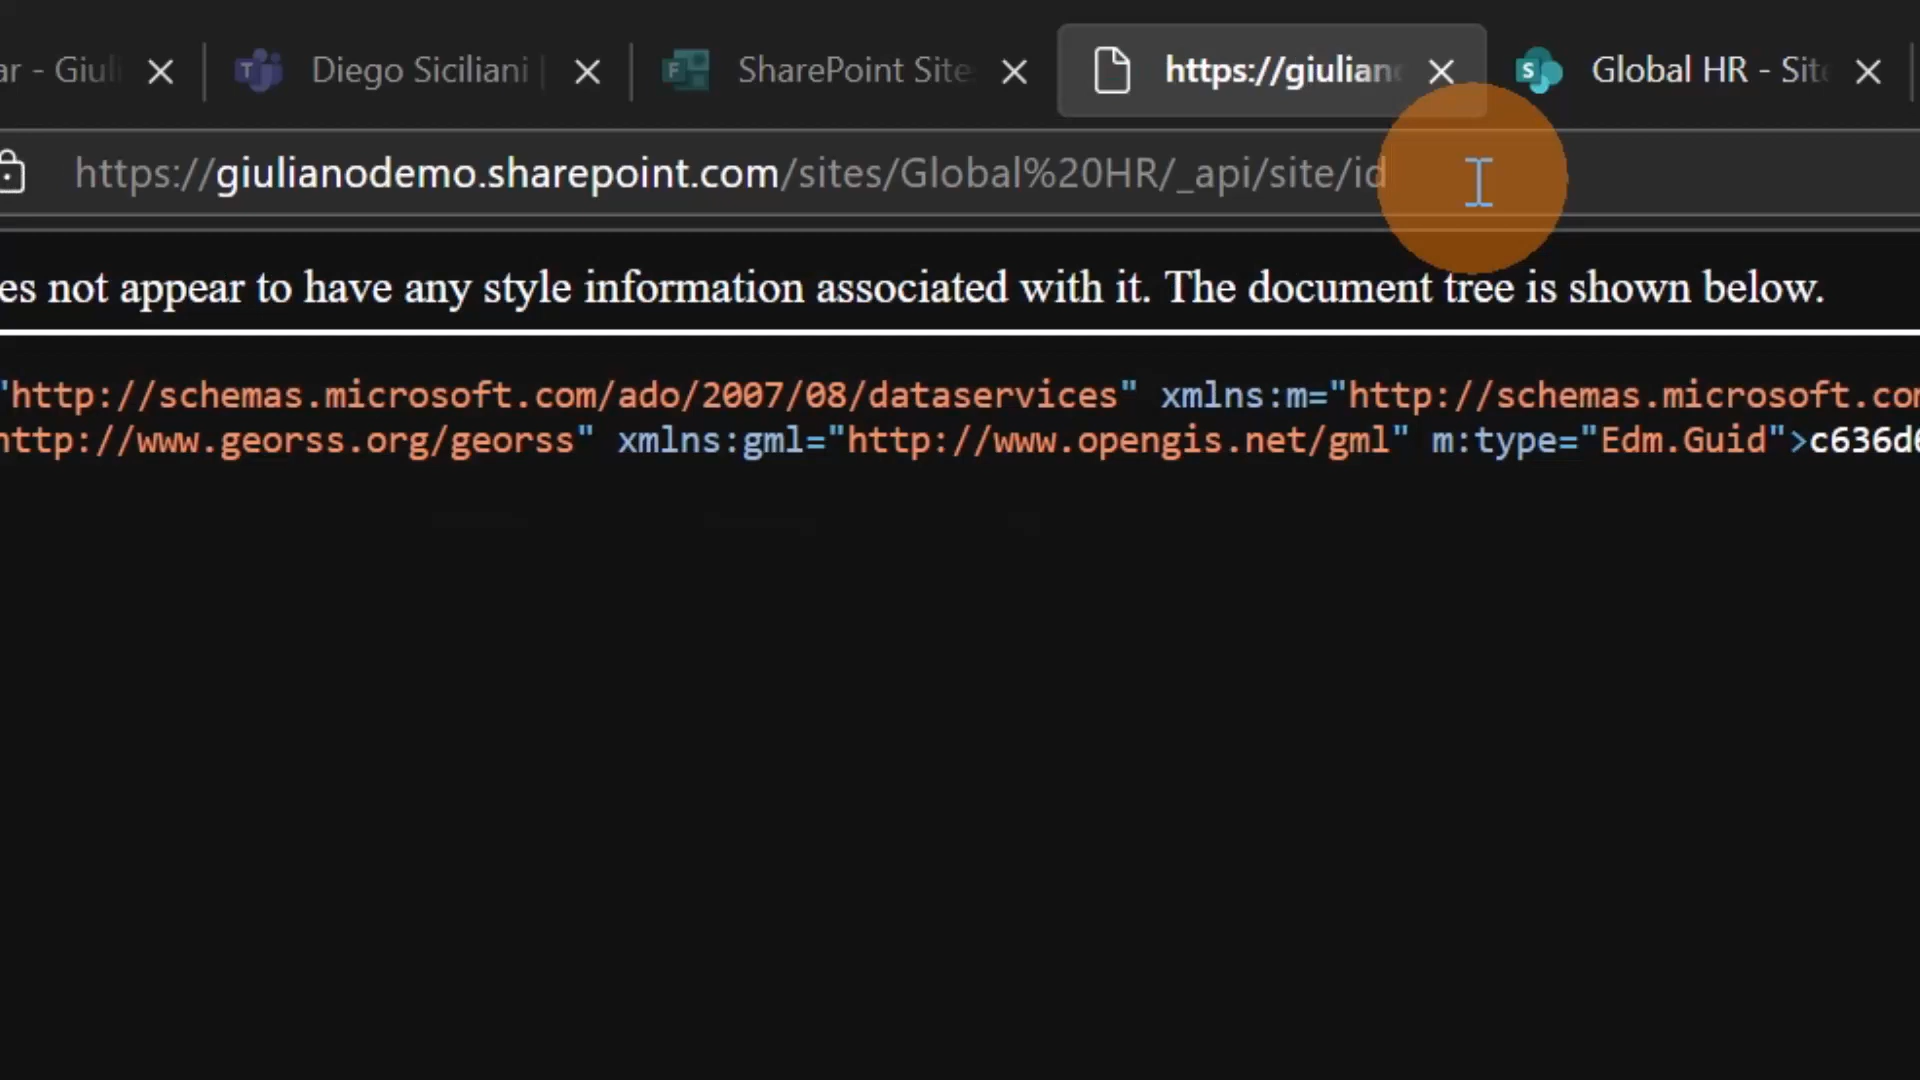 ar - Giuli
Diego Siciliani |
SharePoint Site
https://giuliano
Global HR - Site
https://giulianodemo.sharepoint.com/sites/Global%20HR/_api/site/id
es not appear to have any style information associated with it. The document tree is shown below.
"http://schemas.microsoft.com/ado/2007/08/dataservices" xmlns:m="http://schemas.microsoft.com
http://www.georss.org/georss" xmlns:gml="http://www.opengis.net/gml" m:type="Edm.Guid">c636d6